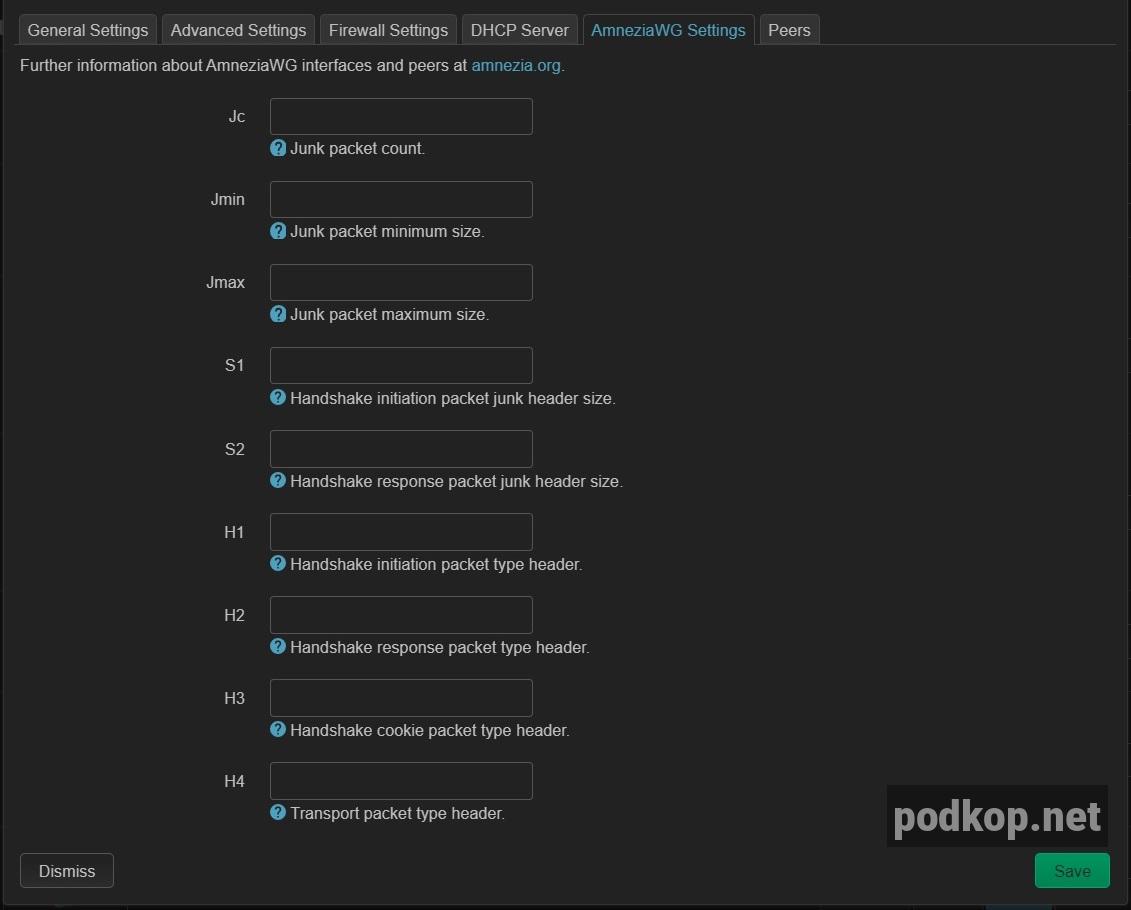 General Settings Advanced Settings Firewall Settings DHCP Server AmneziaWG Settings Peers
Further information about AmneziaWG interfaces and peers at amnezia.org.
Jc
? Junk packet count.
Jmin
? Junk packet minimum size.
Jmax
? Junk packet maximum size.
S1
? Handshake initiation packet junk header size.
S2
? Handshake response packet junk header size.
H1
? Handshake initiation packet type header.
H2
? Handshake response packet type header.
H3
? Handshake cookie packet type header.
H4
? Transport packet type header.
podkop.net
Dismiss Save